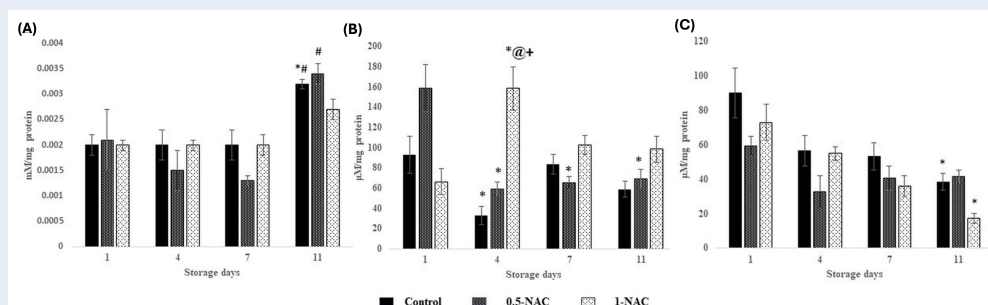 (A)
0.004
0.0035
0.003
0.0025
0.002
0.0015
0.001
0.0005
0
mM/mg protein
*#
#
1 4 7 11
Storage days
(B)
200
180
160
140
120
100
80
60
40
20
0
µM/mg protein
*@+
* *
*
*
1 4 7 11
Storage days
(C)
120
100
80
60
40
20
0
µM/mg protein
*
*
1 4 7 11
Storage days
Control 0.5-NAC 1-NAC